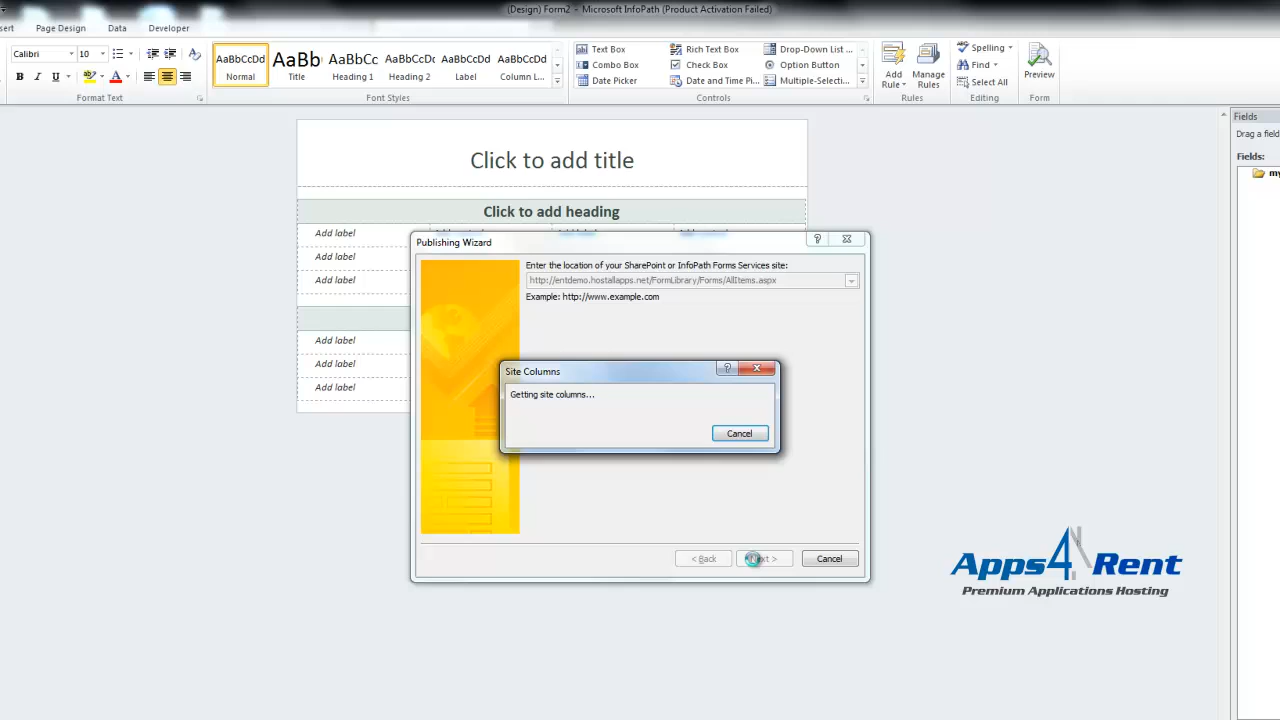 (Design) Form2 - Microsoft InfoPath (Product Activation Failed)
sert Page Design Data Developer
Calibri 10
AaBbCcDd AaBb AaBbCc AaBbCcDc AaBbCcDd AaBbCcDd
Normal Title Heading 1 Heading 2 Label Column L...
B I U A
Text Box Rich Text Box Drop-Down List ...
Combo Box Check Box Option Button
Date Picker Date and Time Pi... Multiple-Selecti...
Add Rule Manage Rules
Spelling
Find
Select All
Preview
Format Text Font Styles Controls Rules Editing Form
Fields
Drag a field
Fields:
my
Click to add title
Click to add heading
Add label
Add label
Add label
Add label
Add label
Add label
Publishing Wizard
Enter the location of your SharePoint or InfoPath Forms Services site:
http://entdemo.hostallapps.net/FormLibrary/Forms/AllItems.aspx
Example: http://www.example.com
Site Columns
Getting site columns...
Cancel
< Back Next > Cancel
Apps4Rent
Premium Applications Hosting